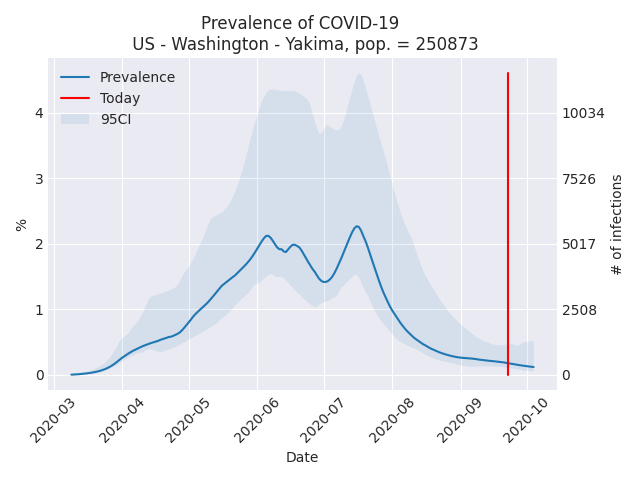 Prevalence of COVID-19
US - Washington - Yakima, pop. = 250873
Prevalence
Today
95CI
%
4
3
2
1
0
10034
7526
5017
2508
0
# of infections
2020-03
2020-04
2020-05
2020-06
2020-07
2020-08
2020-09
2020-10
Date